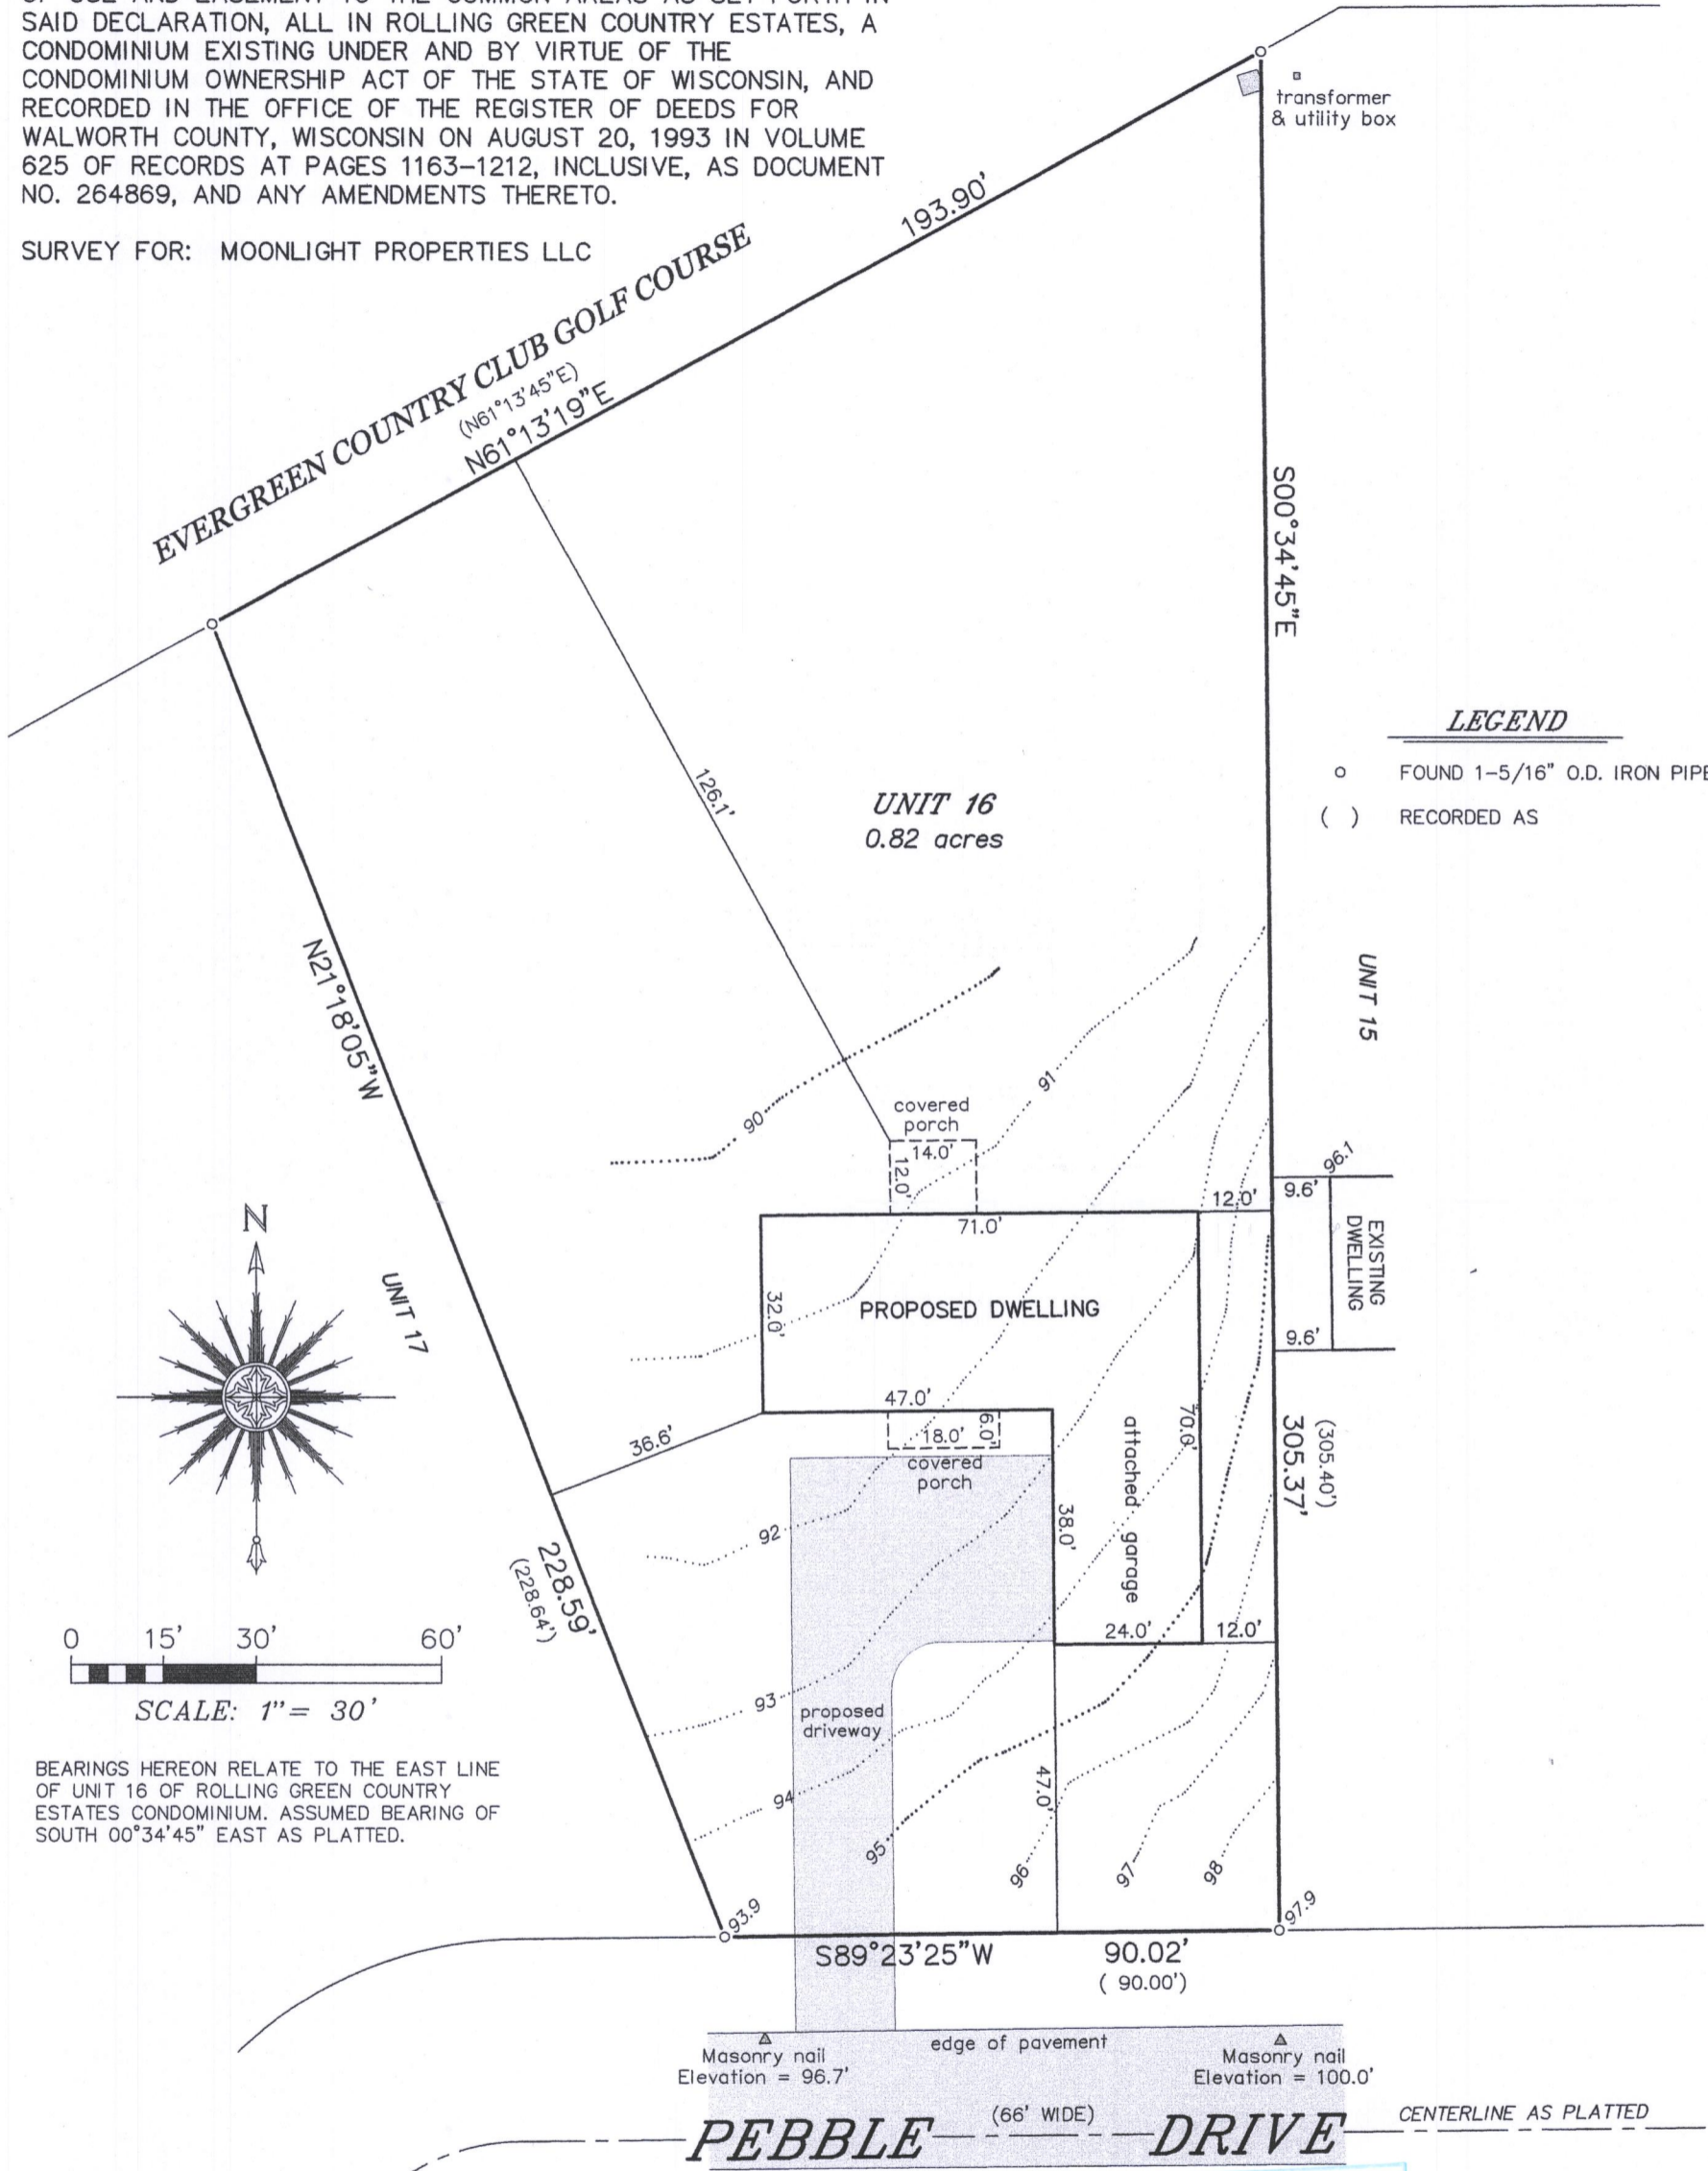 SAID DECLARATION, ALL IN ROLLING GREEN COUNTRY ESTATES, A
CONDOMINIUM EXISTING UNDER AND BY VIRTUE OF THE
CONDOMINIUM OWNERSHIP ACT OF THE STATE OF WISCONSIN, AND
RECORDED IN THE OFFICE OF THE REGISTER OF DEEDS FOR
WALWORTH COUNTY, WISCONSIN ON AUGUST 20, 1993 IN VOLUME
625 OF RECORDS AT PAGES 1163–1212, INCLUSIVE, AS DOCUMENT
NO. 264869, AND ANY AMENDMENTS THERETO.
SURVEY FOR: MOONLIGHT PROPERTIES LLC
transformer
& utility box
193.90'
EVERGREEN COUNTRY CLUB GOLF COURSE
(N61°13'45"E)
N61°13'19"E
S00°34'45"E
LEGEND
o FOUND 1–5/16" O.D. IRON PIPE
( ) RECORDED AS
126.1'
UNIT 16
0.82 acres
N21°18'05"W
UNIT 15
90
91
covered
porch
14.0'
12.0'
96.1
12.0'
9.6'
71.0'
N
UNIT 17
32.0'
PROPOSED DWELLING
EXISTING
DWELLING
9.6'
47.0'
36.6'
18.0'
6.0'
covered
porch
attached garage
70.0'
(305.40')
305.37'
92
38.0'
228.59'
(228.64')
24.0'
12.0'
0 15' 30' 60'
SCALE: 1" = 30'
93
proposed
driveway
94
47.0'
95
96
97
98
BEARINGS HEREON RELATE TO THE EAST LINE
OF UNIT 16 OF ROLLING GREEN COUNTRY
ESTATES CONDOMINIUM. ASSUMED BEARING OF
SOUTH 00°34'45" EAST AS PLATTED.
93.9
97.9
S89°23'25"W 90.02'
( 90.00')
edge of pavement
Masonry nail
Elevation = 96.7'
Masonry nail
Elevation = 100.0'
PEBBLE (66' WIDE) DRIVE
CENTERLINE AS PLATTED